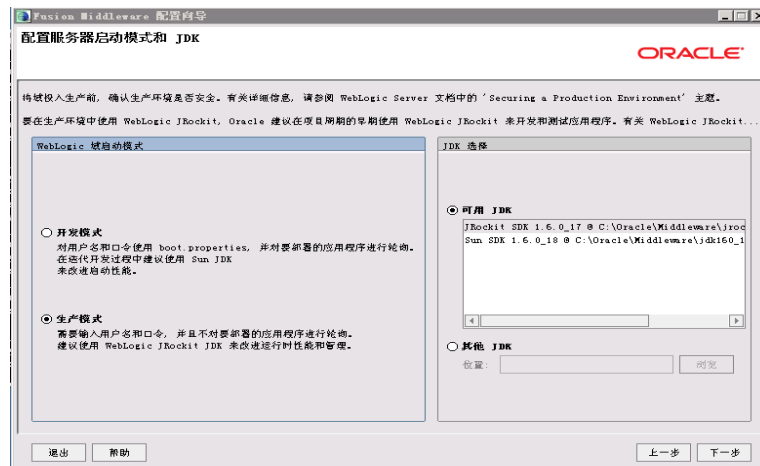 Fusion Middleware 配置向导
配置服务器启动模式和 JDK
ORACLE
将域投入生产前, 确认生产环境是否安全。有关详细信息, 请参阅 WebLogic Server 文档中的 'Securing a Production Environment' 主题。
要在生产环境中使用 WebLogic JRockit, Oracle 建议在项目周期的早期使用 WebLogic JRockit 来开发和测试应用程序。有关 WebLogic JRockit...
WebLogic 域启动模式
开发模式
对用户名和口令使用 boot.properties, 并对要部署的应用程序进行轮询。
在迭代开发过程中建议使用 Sun JDK
来改进启动性能。
生产模式
需要输入用户名和口令, 并且不对要部署的应用程序进行轮询。
建议使用 WebLogic JRockit JDK 来改进运行时性能和管理。
JDK 选择
可用 JDK
JRockit SDK 1.6.0_17 @ C:\Oracle\Middleware\jroc
Sun SDK 1.6.0_18 @ C:\Oracle\Middleware\jdk160_1
其他 JDK
位置:
浏览
退出
帮助
上一步
下一步